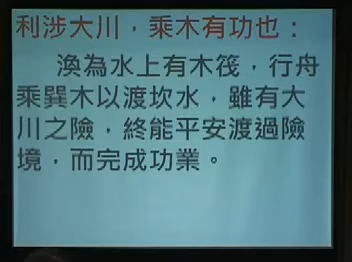 利涉大川，乘木有功也：
渙為水上有木筏，行舟
乘巽木以渡坎水，雖有大
川之險，終能平安渡過險
境，而完成功業。